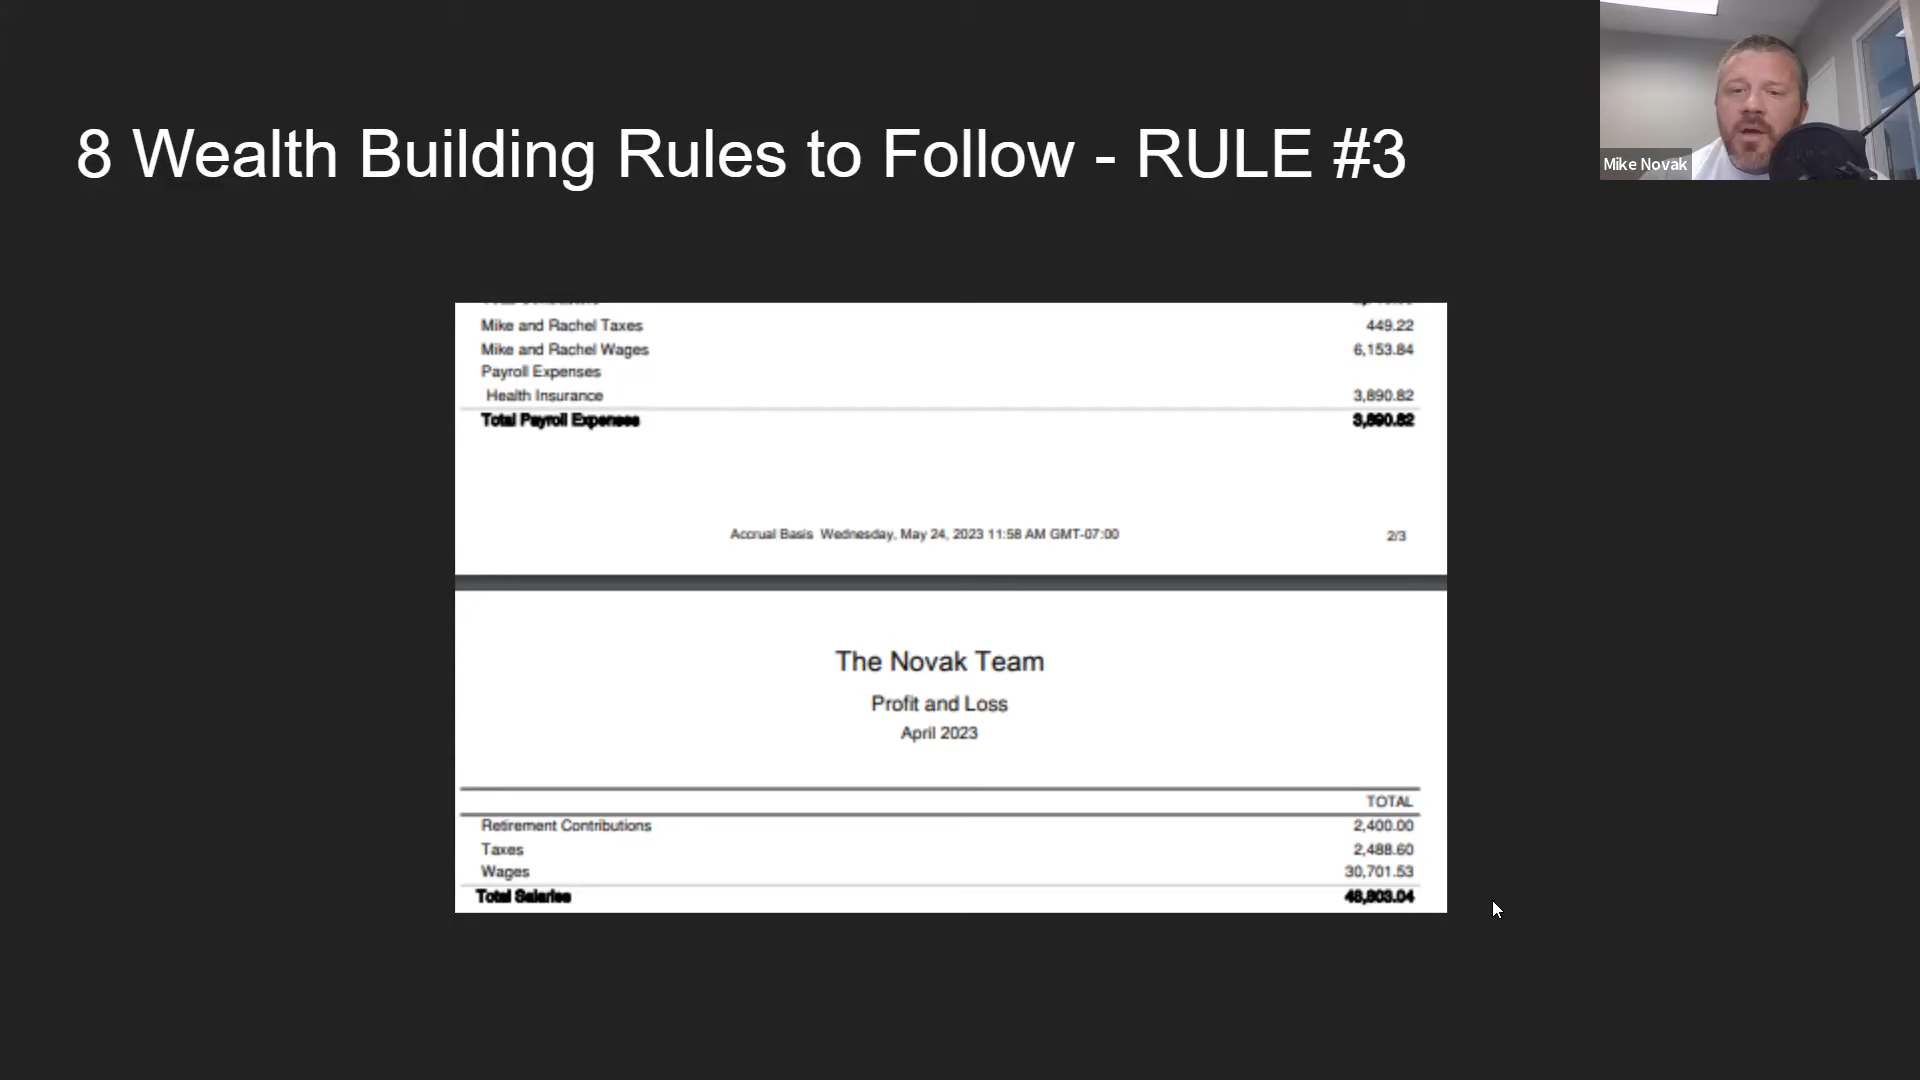 8 Wealth Building Rules to Follow - RULE #3
Mike Novak
Mike and Rachel Taxes 449.22
Mike and Rachel Wages 6,153.84
Payroll Expenses
Health Insurance 3,890.82
Total Payroll Expenses 3,890.82
Accrual Basis Wednesday, May 24, 2023 11:58 AM GMT-07:00 2/3
The Novak Team
Profit and Loss
April 2023
TOTAL
Retirement Contributions 2,400.00
Taxes 2,488.60
Wages 30,701.53
Total Salaries